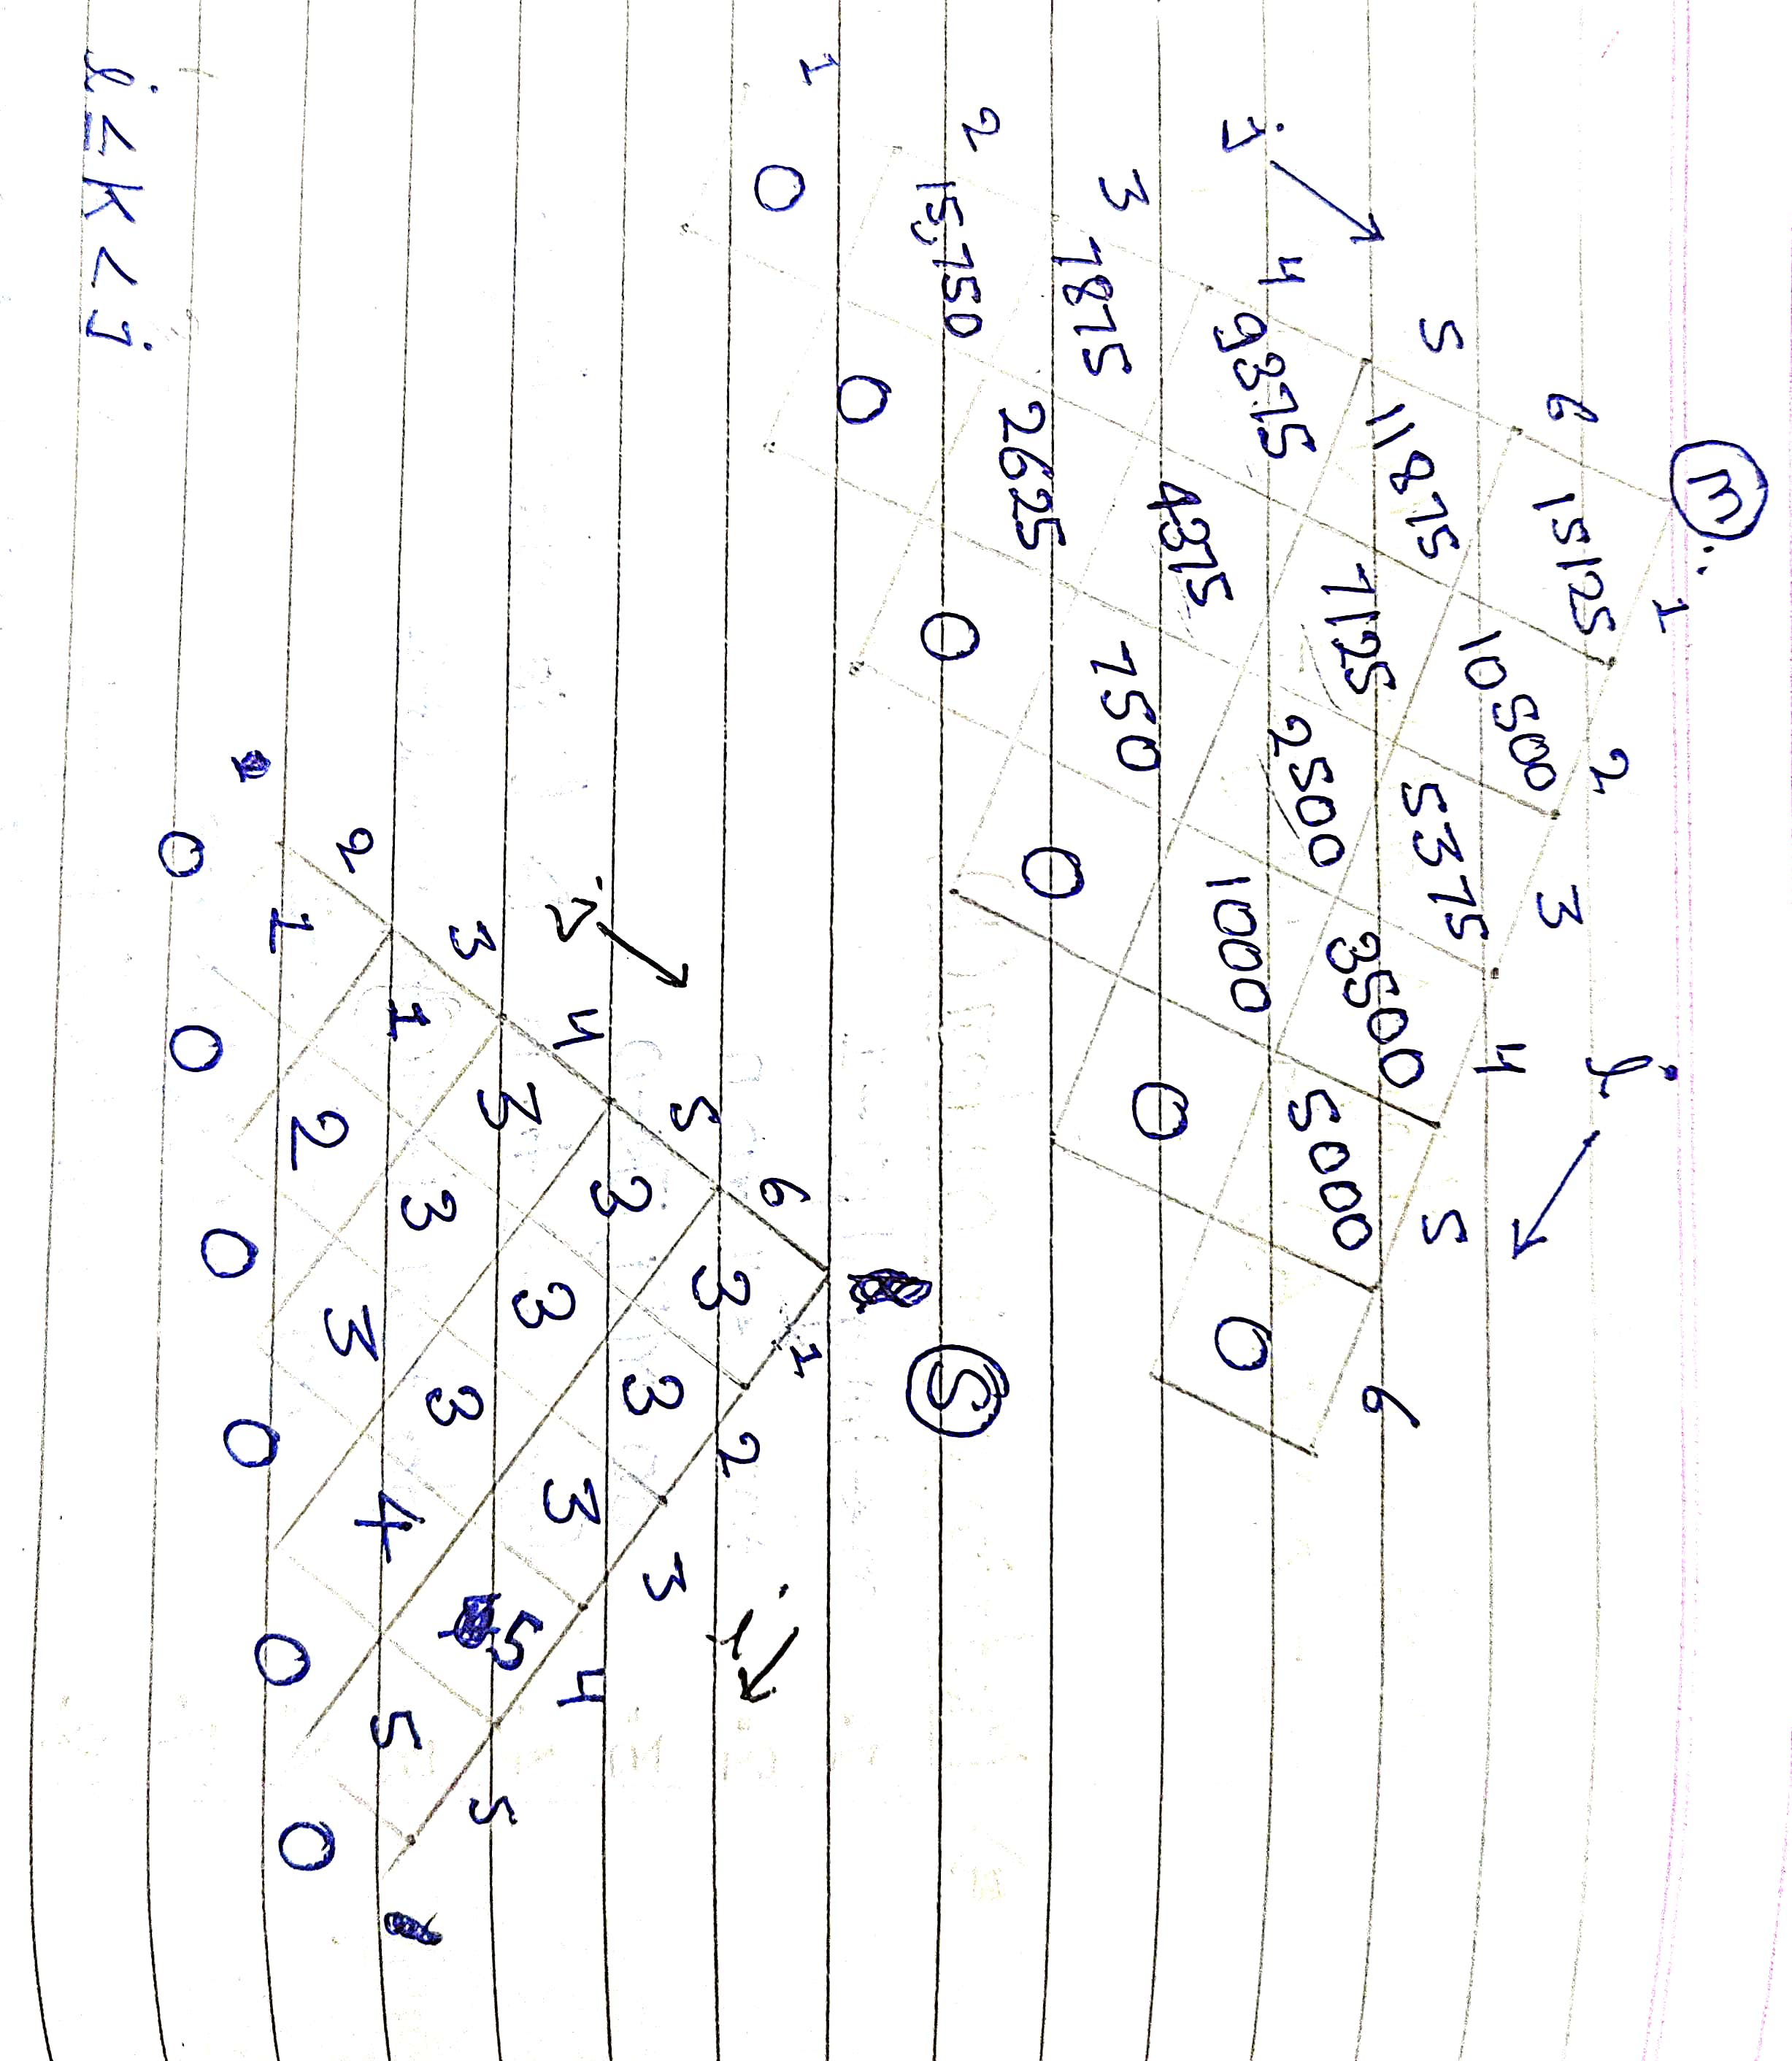 m:
6 15125 1
5 11875 10500 2
j → i →
4 9375 7125 5375 3
3 7875 4375 2500 3500 4
2 15,750 2625 750 1000 5000 5
1 0 0 0 0 0 0 6
S
6 3 1
5 3 3 2
j → i →
4 3 3 3 3
3 1 3 3 5 4
2 1 2 3 4 5 5
0 0 0 0 0 0
i ≤ K < j